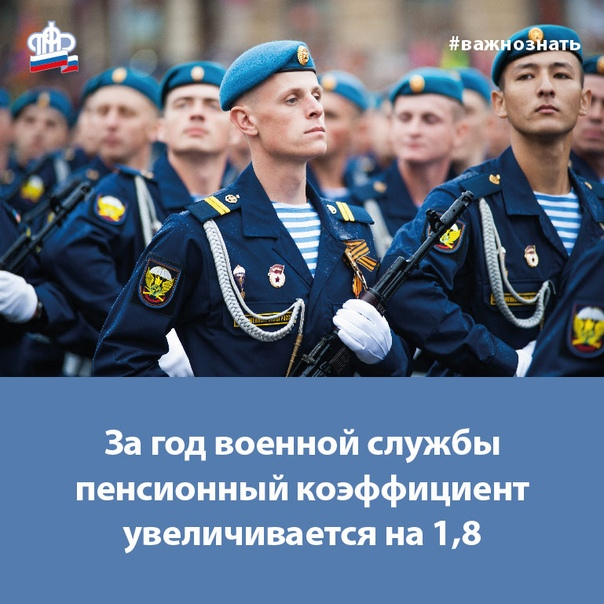 #важнознать
За год военной службы
пенсионный коэффициент
увеличивается на 1,8